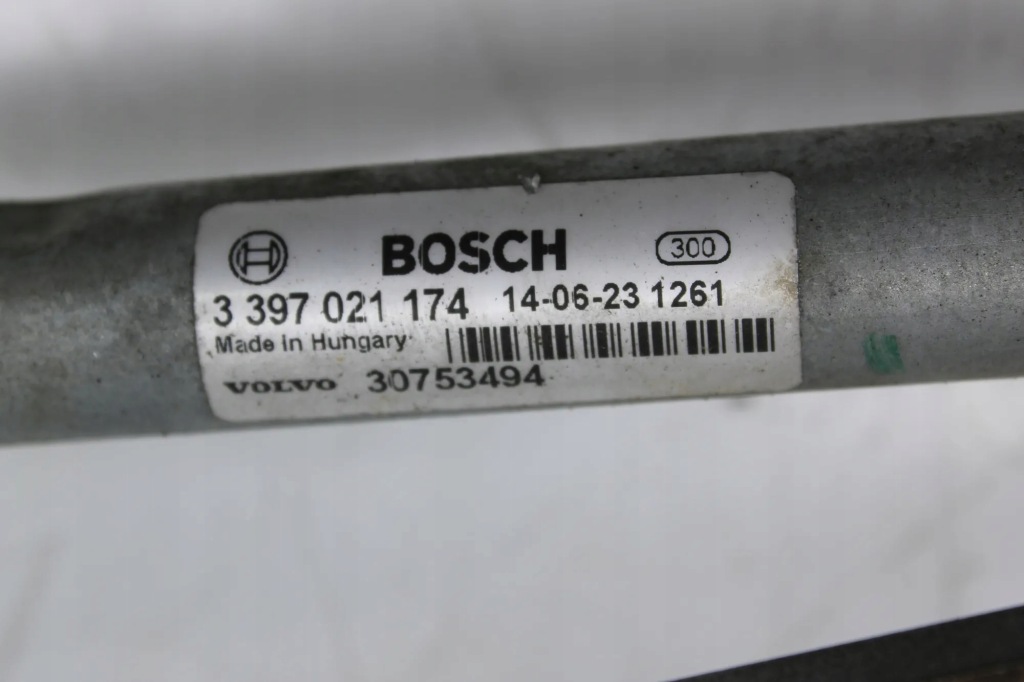 BOSCH 300
3 397 021 174 14-06-23 1261
Made in Hungary
VOLVO 30753494